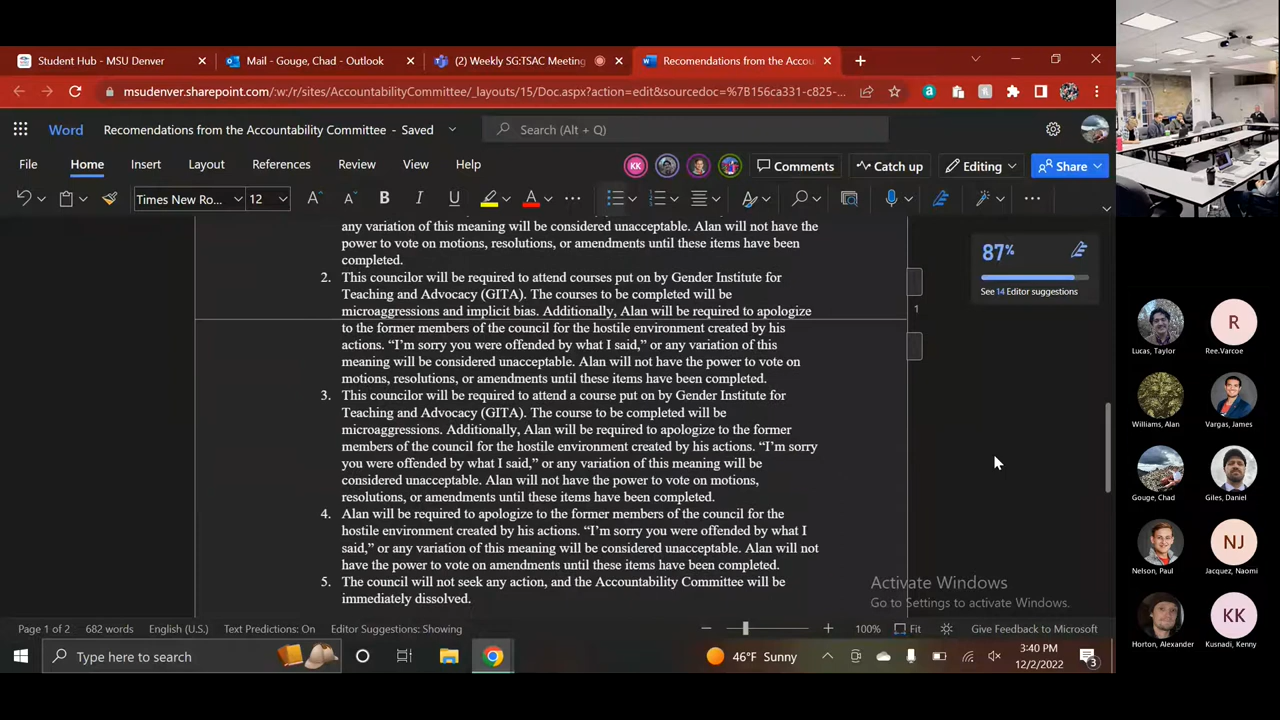 Student Hub - MSU Denver
Mail - Gouge, Chad - Outlook
(2) Weekly SG:TSAC Meeting
Recomendations from the Accou
msudenver.sharepoint.com/:w:/r/sites/AccountabilityCommittee/_layouts/15/Doc.aspx?action=edit&sourcedoc=%7B156ca331-c825-...
Word
Recomendations from the Accountability Committee - Saved
Search (Alt + Q)
File
Home
Insert
Layout
References
Review
View
Help
KK
Comments
Catch up
Editing
Share
Times New Ro...
12
any variation of this meaning will be considered unacceptable. Alan will not have the
power to vote on motions, resolutions, or amendments until these items have been
completed.
2. This councilor will be required to attend courses put on by Gender Institute for
Teaching and Advocacy (GITA). The courses to be completed will be
microaggressions and implicit bias. Additionally, Alan will be required to apologize
to the former members of the council for the hostile environment created by his
actions. “I’m sorry you were offended by what I said,” or any variation of this
meaning will be considered unacceptable. Alan will not have the power to vote on
motions, resolutions, or amendments until these items have been completed.
3. This councilor will be required to attend a course put on by Gender Institute for
Teaching and Advocacy (GITA). The course to be completed will be
microaggressions. Additionally, Alan will be required to apologize to the former
members of the council for the hostile environment created by his actions. “I’m sorry
you were offended by what I said,” or any variation of this meaning will be
considered unacceptable. Alan will not have the power to vote on motions,
resolutions, or amendments until these items have been completed.
4. Alan will be required to apologize to the former members of the council for the
hostile environment created by his actions. “I’m sorry you were offended by what I
said,” or any variation of this meaning will be considered unacceptable. Alan will not
have the power to vote on amendments until these items have been completed.
5. The council will not seek any action, and the Accountability Committee will be
immediately dissolved.
87%
See 14 Editor suggestions
1
Activate Windows
Go to Settings to activate Windows.
Page 1 of 2
682 words
English (U.S.)
Text Predictions: On
Editor Suggestions: Showing
100%
Fit
Give Feedback to Microsoft
Type here to search
46°F Sunny
3:40 PM
12/2/2022
3
Lucas, Taylor
R
Ree.Varcoe
Williams, Alan
Vargas, James
Gouge, Chad
Giles, Daniel
Nelson, Paul
NJ
Jacquez, Naomi
Horton, Alexander
KK
Kusnadi, Kenny